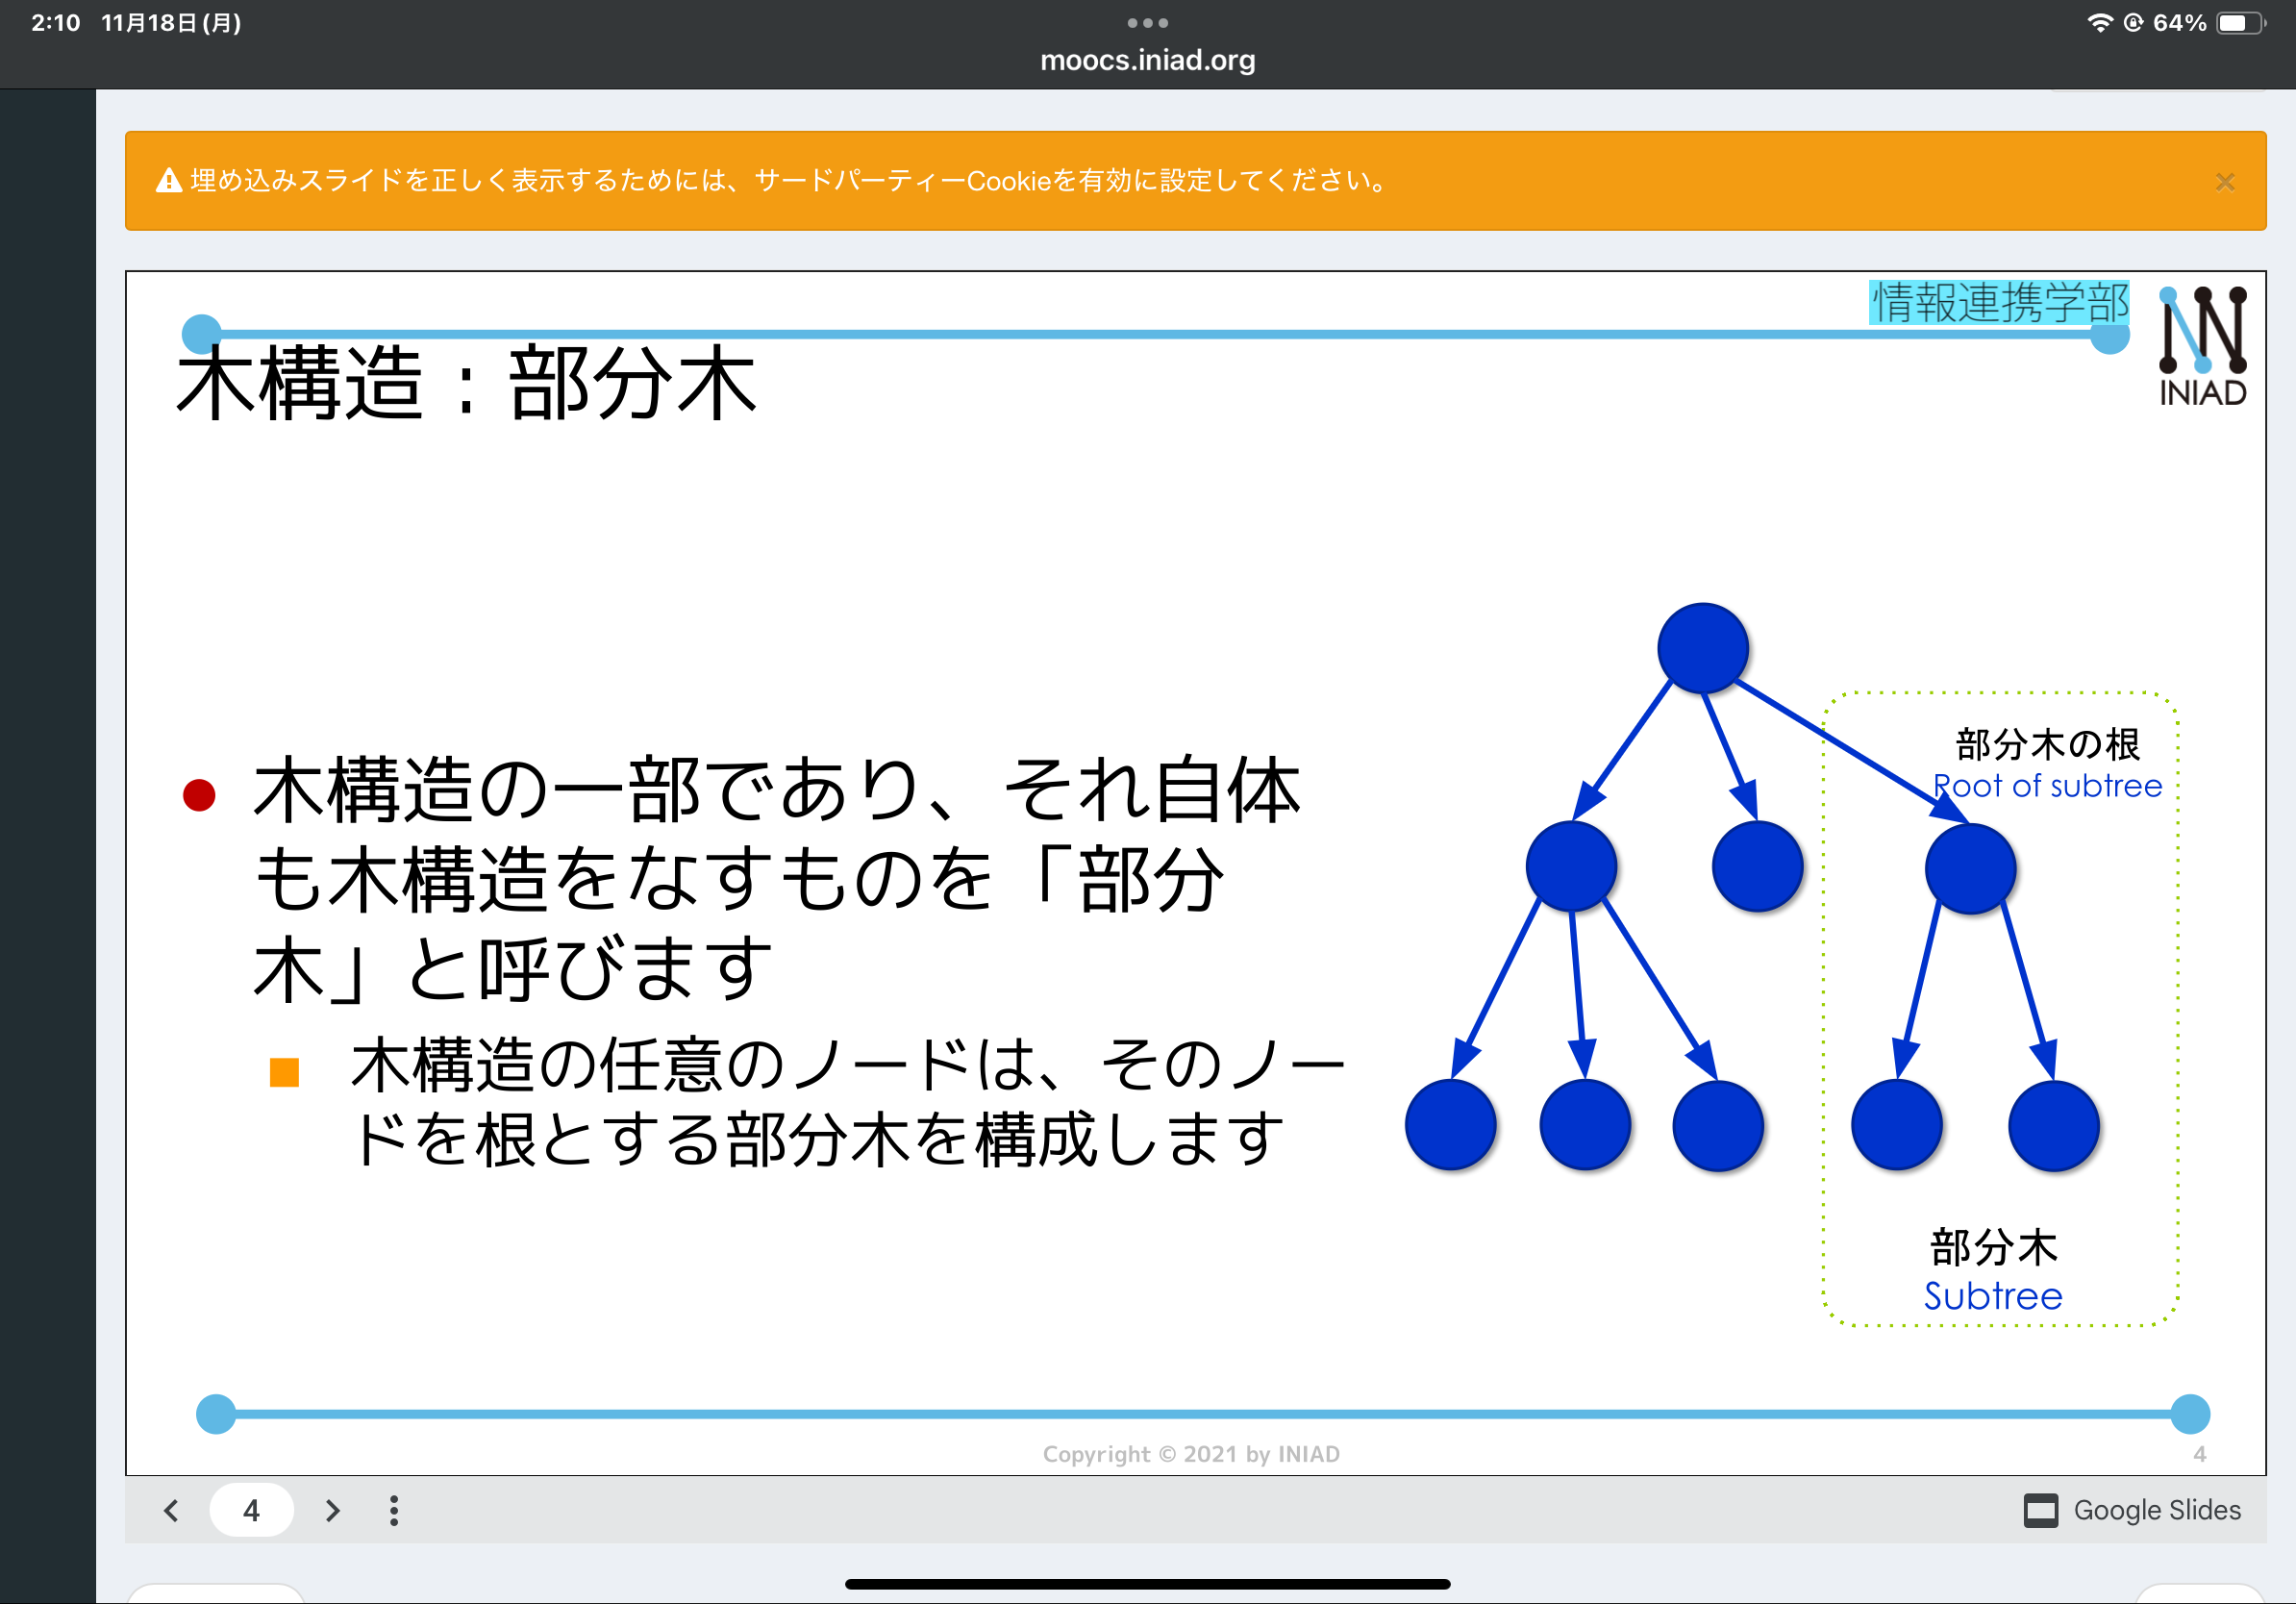 2:10 11月18日(月)
64%
moocs.iniad.org
埋め込みスライドを正しく表示するためには、サードパーティーCookieを有効に設定してください。
×
情報連携学部
INIAD
木構造：部分木
木構造の一部であり、それ自体
も木構造をなすものを「部分
木」と呼びます
木構造の任意のノードは、そのノー
ドを根とする部分木を構成します
部分木の根
Root of subtree
部分木
Subtree
Copyright © 2021 by INIAD
4
4
Google Slides